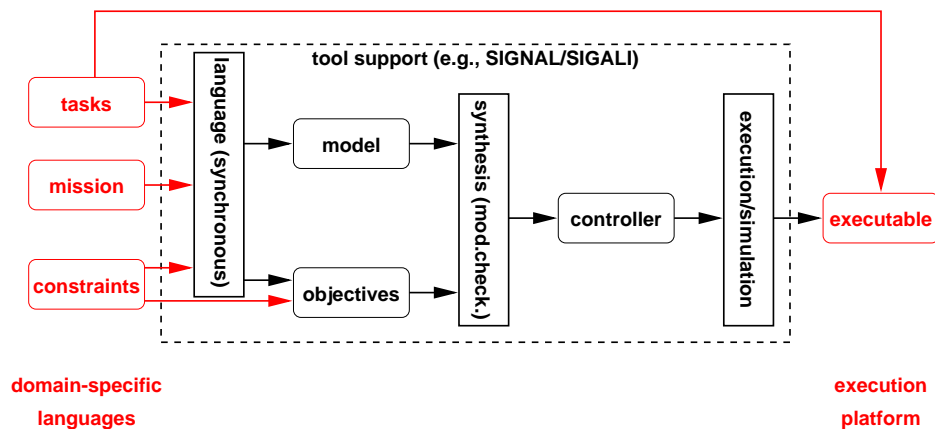 tool support (e.g., SIGNAL/SIGALI)
tasks
mission
constraints
language (synchronous)
model
objectives
synthesis (mod.check.)
controller
execution/simulation
executable
domain-specific
languages
execution
platform